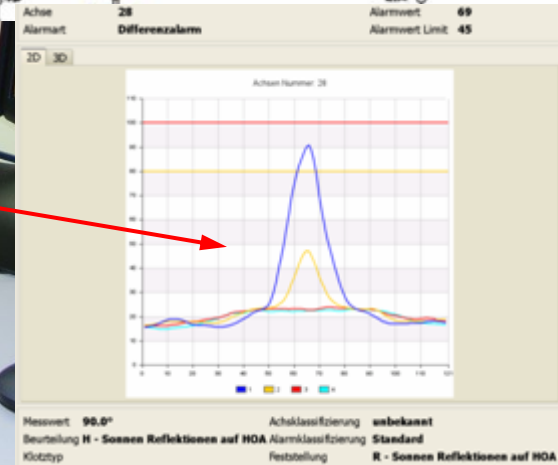 Achse 28 Alarmwert 69
Alarmart Differenzalarm Alarmwert Limit 45
2D 3D
Achsen Nummer: 28
110
100
90
80
70
60
50
40
30
20
10
0
0 10 20 30 40 50 60 70 80 90 100 110 121
1 2 3 4
Messwert 90.0° Achsklassifizierung unbekannt
Beurteilung H - Sonnen Reflektionen auf HOA Alarmklassifizierung Standard
Klotztyp Feststellung R - Sonnen Reflektionen auf HOA